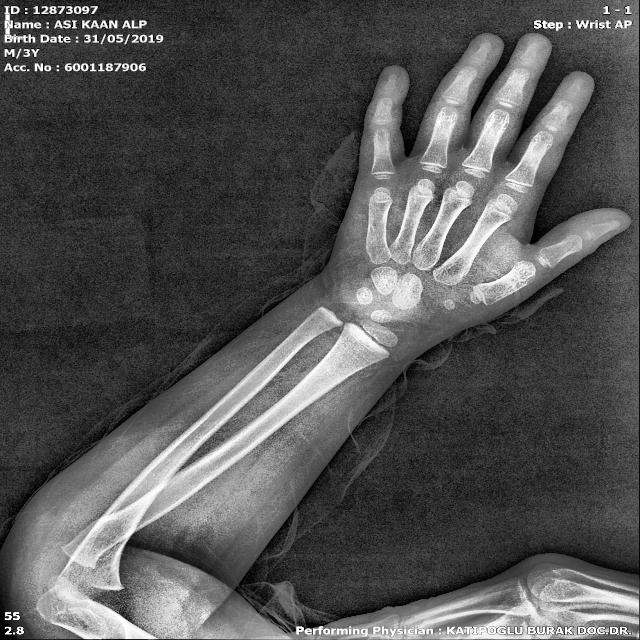 ID : 12873097
Name : ASI KAAN ALP
Birth Date : 31/05/2019
M/3Y
Acc. No : 6001187906
1 - 1
Step : Wrist AP
55
2.8
Performing Physician : KATIPOGLU BURAK DOC.DR.